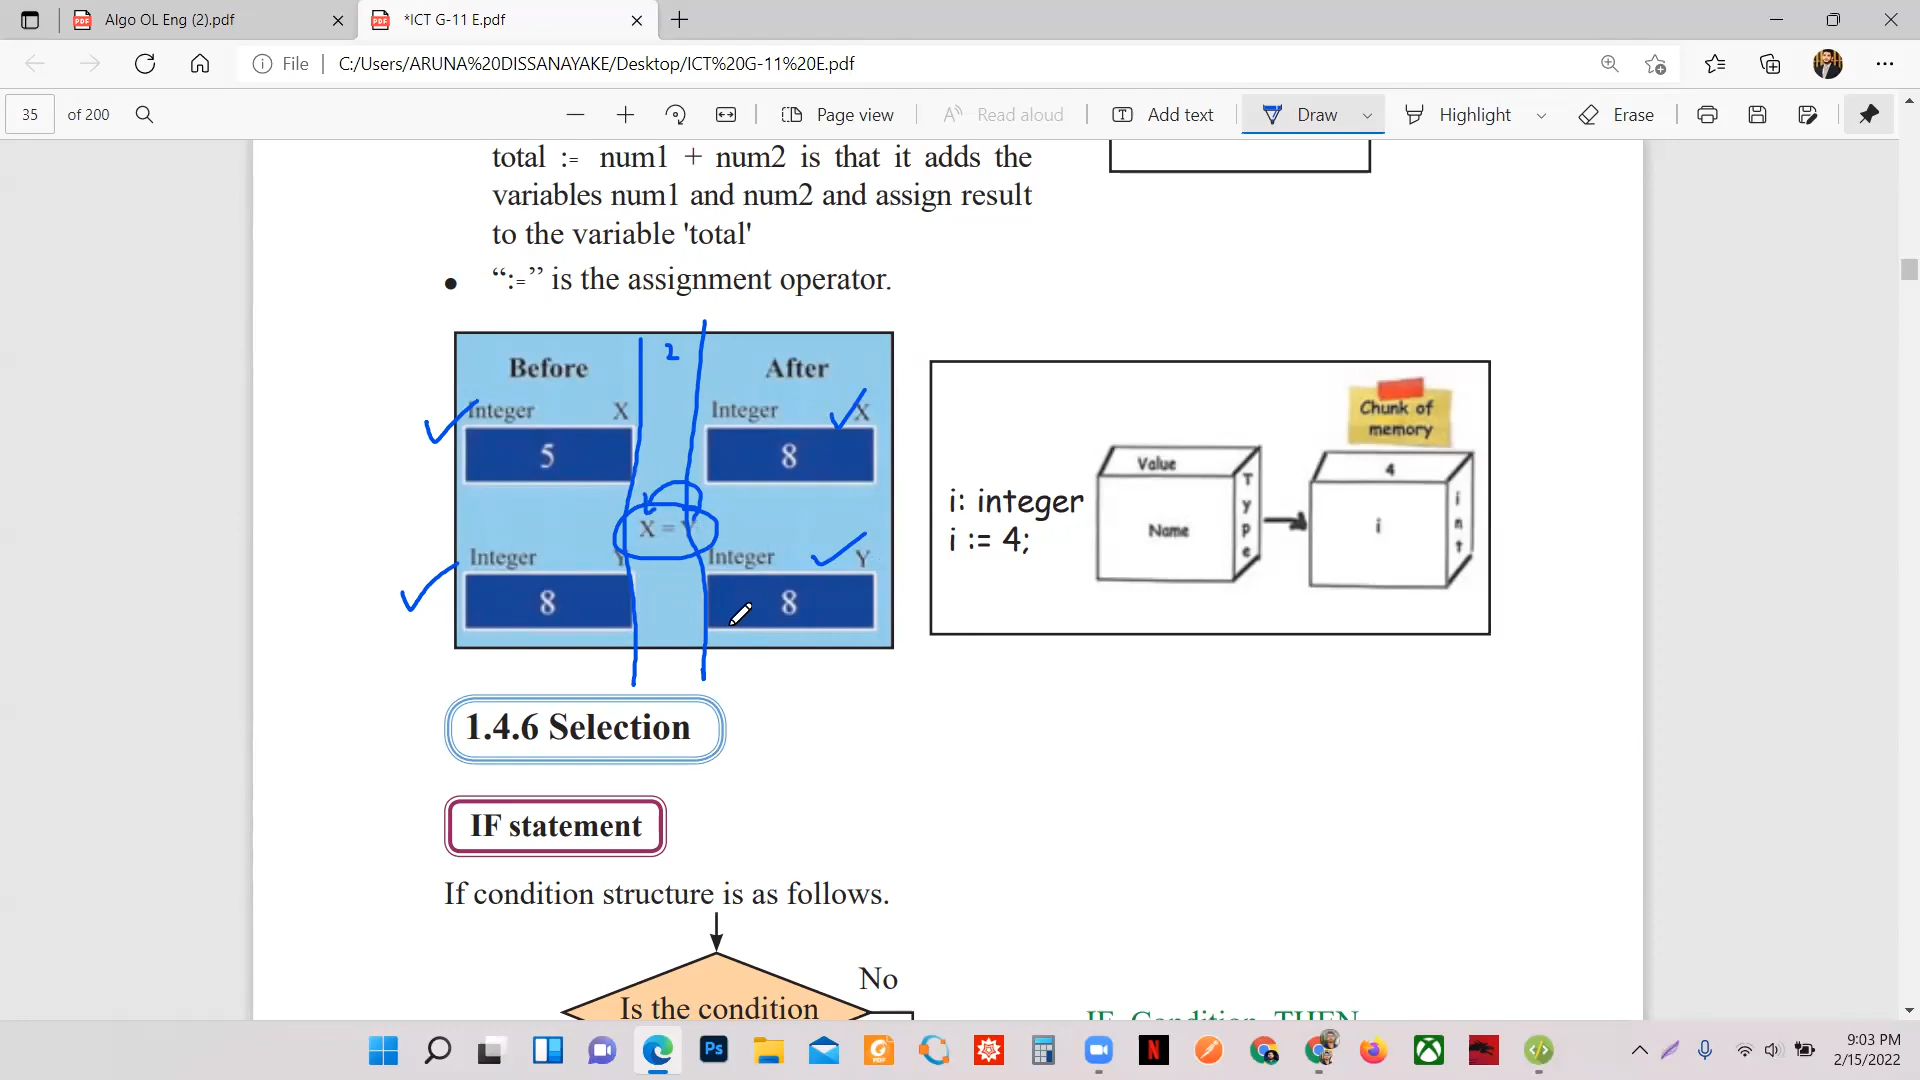 Algo OL Eng (2).pdf
*ICT G-11 E.pdf
File
C:/Users/ARUNA%20DISSANAYAKE/Desktop/ICT%20G-11%20E.pdf
35 of 200
Page view
Read aloud
Add text
Draw
Highlight
Erase
total := num1 + num2 is that it adds the
variables num1 and num2 and assign result
to the variable 'total'
● “:=” is the assignment operator.
Before 2 After
Integer X Integer X
5 8
X = Y
Integer Y Integer Y
8 8
Chunk of
memory
i: integer
i := 4;
Value
Name
Type
4
i
int
1.4.6 Selection
IF statement
If condition structure is as follows.
No
Is the condition
IF Condition THEN
Ps
N
9:03 PM
2/15/2022